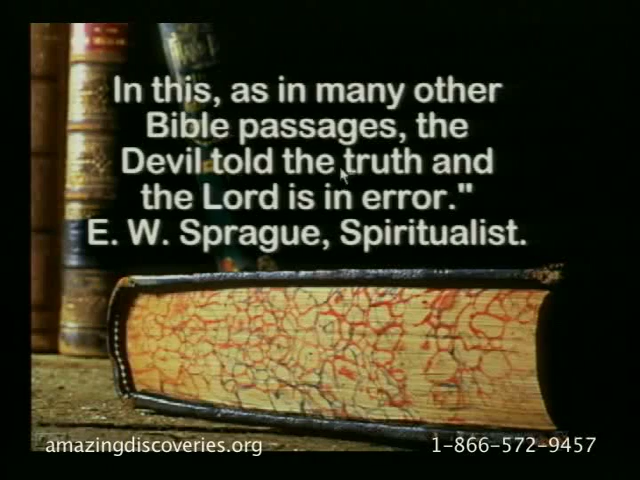 In this, as in many other
Bible passages, the
Devil told the truth and
the Lord is in error."
E. W. Sprague, Spiritualist.
amazingdiscoveries.org
1-866-572-9457